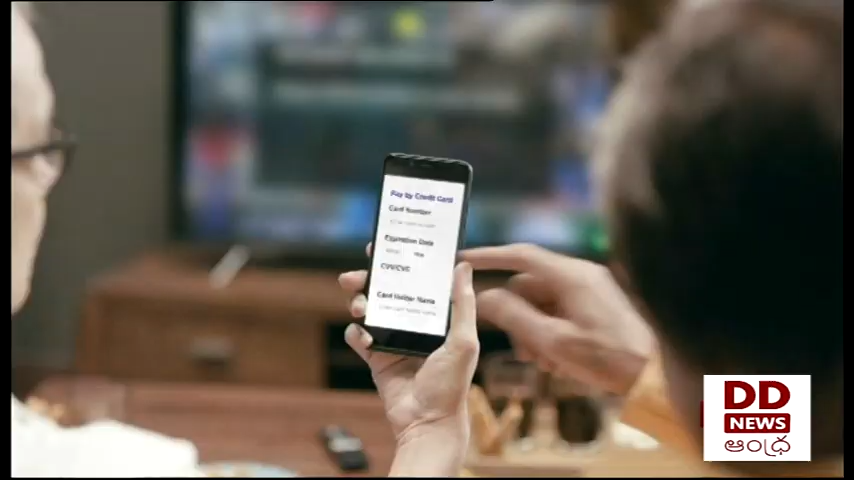 Pay by Credit Card
Card Number
Expiration Date
CVV/CVC
Card Holder Name
DD
NEWS
ఆంధ్ర